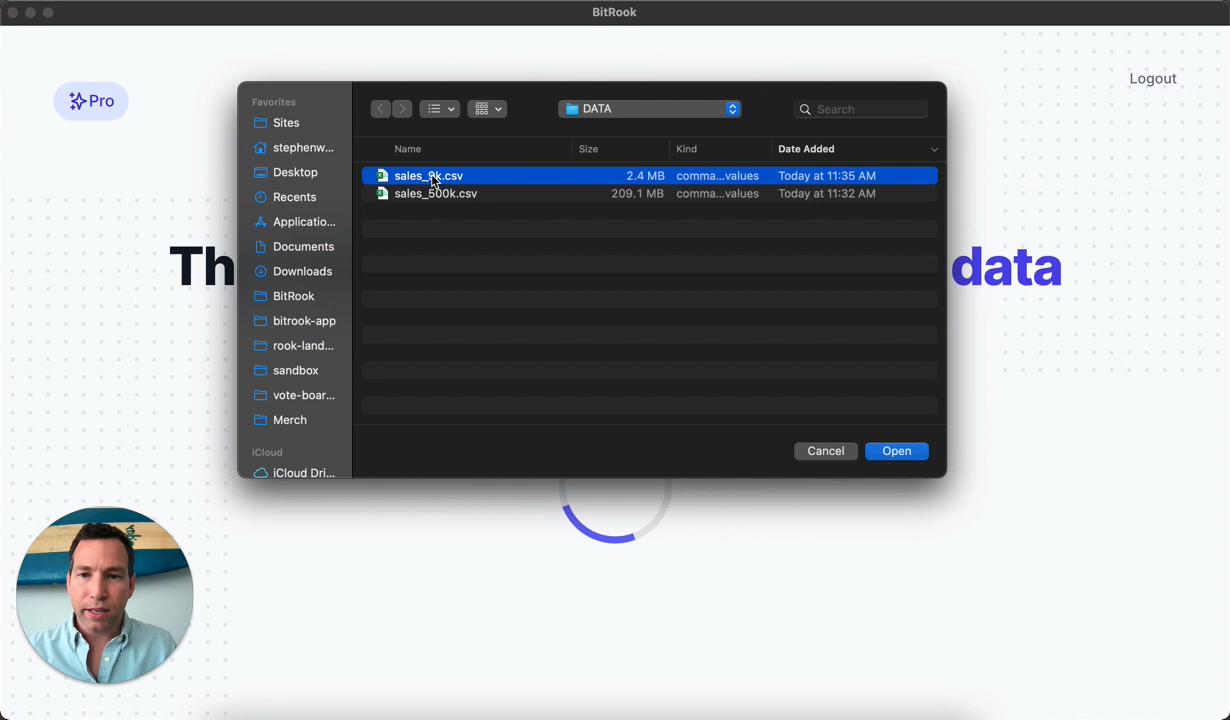 BitRook
Pro
Logout
Favorites
Sites
stephenw...
Desktop
Recents
Applicatio...
Documents
Downloads
BitRook
bitrook-app
rook-land...
sandbox
vote-boar...
Merch
iCloud
iCloud Dri...
DATA
Search
Name Size Kind Date Added
sales_9k.csv 2.4 MB comma...values Today at 11:35 AM
sales_500k.csv 209.1 MB comma...values Today at 11:32 AM
Cancel Open
Th data